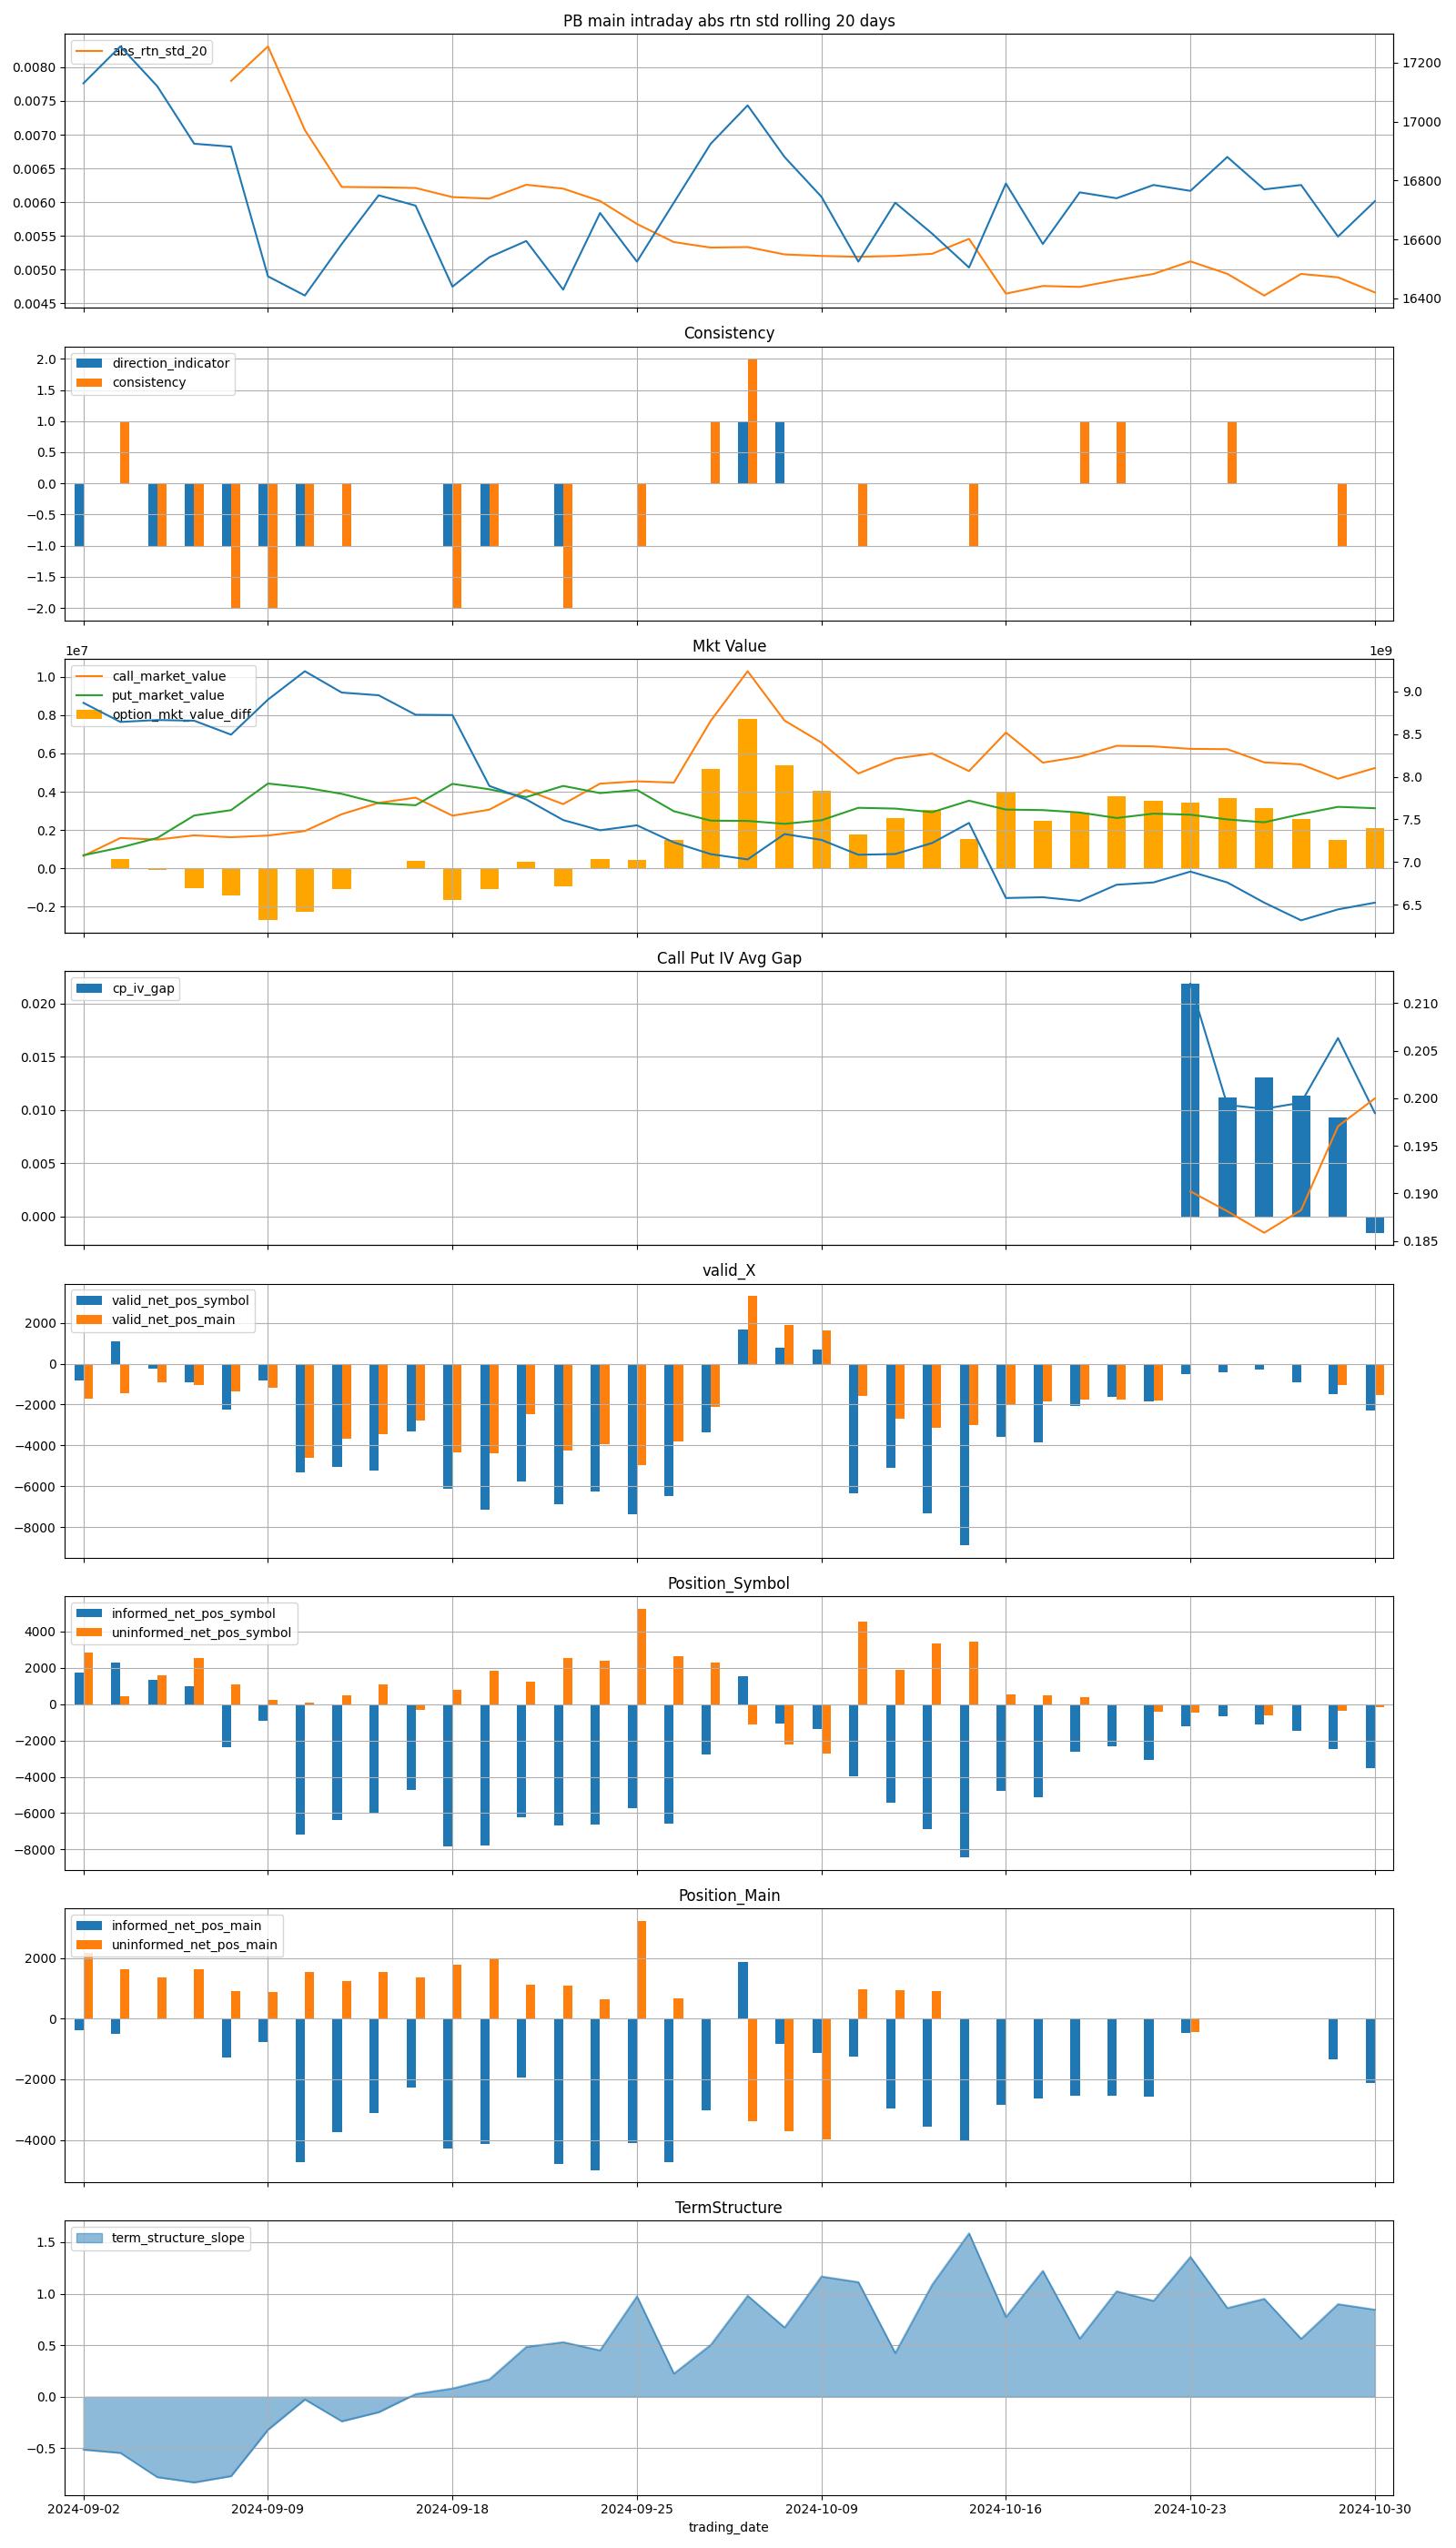 PB main intraday abs rtn std rolling 20 days
abs_rtn_std_20
0.0080
0.0075
0.0070
0.0065
0.0060
0.0055
0.0050
0.0045
17200
17000
16800
16600
16400
Consistency
direction_indicator
consistency
2.0
1.5
1.0
0.5
0.0
−0.5
−1.0
−1.5
−2.0
Mkt Value
1e7
1e9
call_market_value
put_market_value
option_mkt_value_diff
1.0
0.8
0.6
0.4
0.2
0.0
−0.2
9.0
8.5
8.0
7.5
7.0
6.5
Call Put IV Avg Gap
cp_iv_gap
0.020
0.015
0.010
0.005
0.000
0.210
0.205
0.200
0.195
0.190
0.185
valid_X
valid_net_pos_symbol
valid_net_pos_main
2000
0
−2000
−4000
−6000
−8000
Position_Symbol
informed_net_pos_symbol
uninformed_net_pos_symbol
4000
2000
0
−2000
−4000
−6000
−8000
Position_Main
informed_net_pos_main
uninformed_net_pos_main
2000
0
−2000
−4000
TermStructure
term_structure_slope
1.5
1.0
0.5
0.0
−0.5
2024-09-02 2024-09-09 2024-09-18 2024-09-25 2024-10-09 2024-10-16 2024-10-23 2024-10-30
trading_date